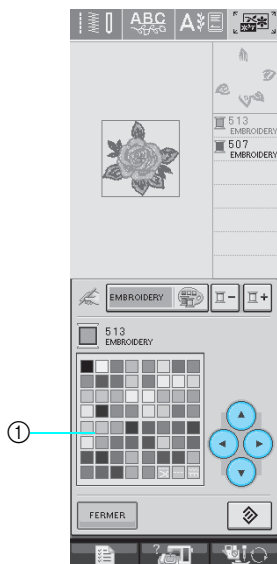 ABC
A
513
EMBROIDERY
507
EMBROIDERY
EMBROIDERY
−
+
513
EMBROIDERY
1
FERMER
?